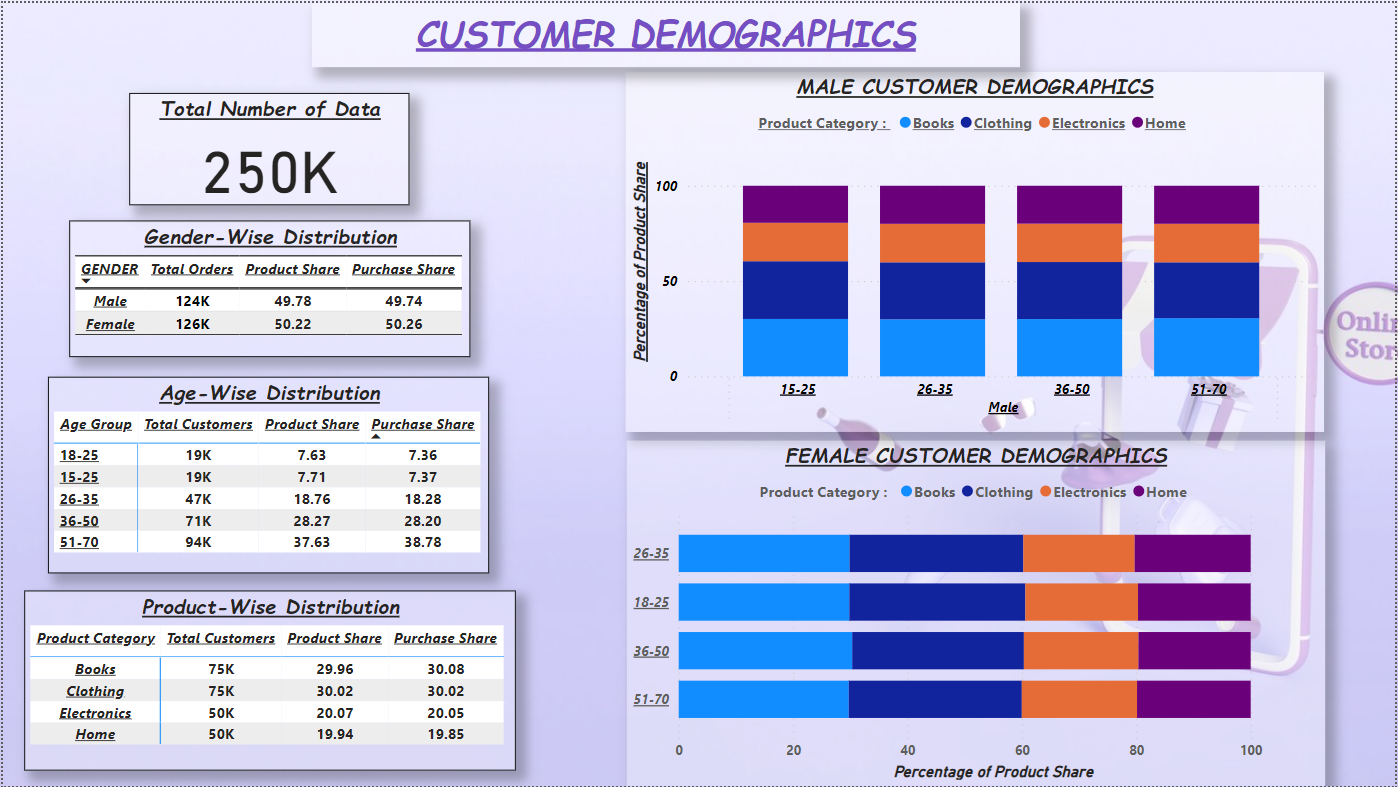 CUSTOMER DEMOGRAPHICS
Total Number of Data
250K
Gender-Wise Distribution
GENDER Total Orders Product Share Purchase Share
Male 124K 49.78 49.74
Female 126K 50.22 50.26
Age-Wise Distribution
Age Group Total Customers Product Share Purchase Share
18-25 19K 7.63 7.36
15-25 19K 7.71 7.37
26-35 47K 18.76 18.28
36-50 71K 28.27 28.20
51-70 94K 37.63 38.78
Product-Wise Distribution
Product Category Total Customers Product Share Purchase Share
Books 75K 29.96 30.08
Clothing 75K 30.02 30.02
Electronics 50K 20.07 20.05
Home 50K 19.94 19.85
MALE CUSTOMER DEMOGRAPHICS
Product Category : Books Clothing Electronics Home
Percentage of Product Share
100
50
0
15-25 26-35 36-50 51-70
Male
FEMALE CUSTOMER DEMOGRAPHICS
Product Category : Books Clothing Electronics Home
26-35
18-25
36-50
51-70
0 20 40 60 80 100
Percentage of Product Share